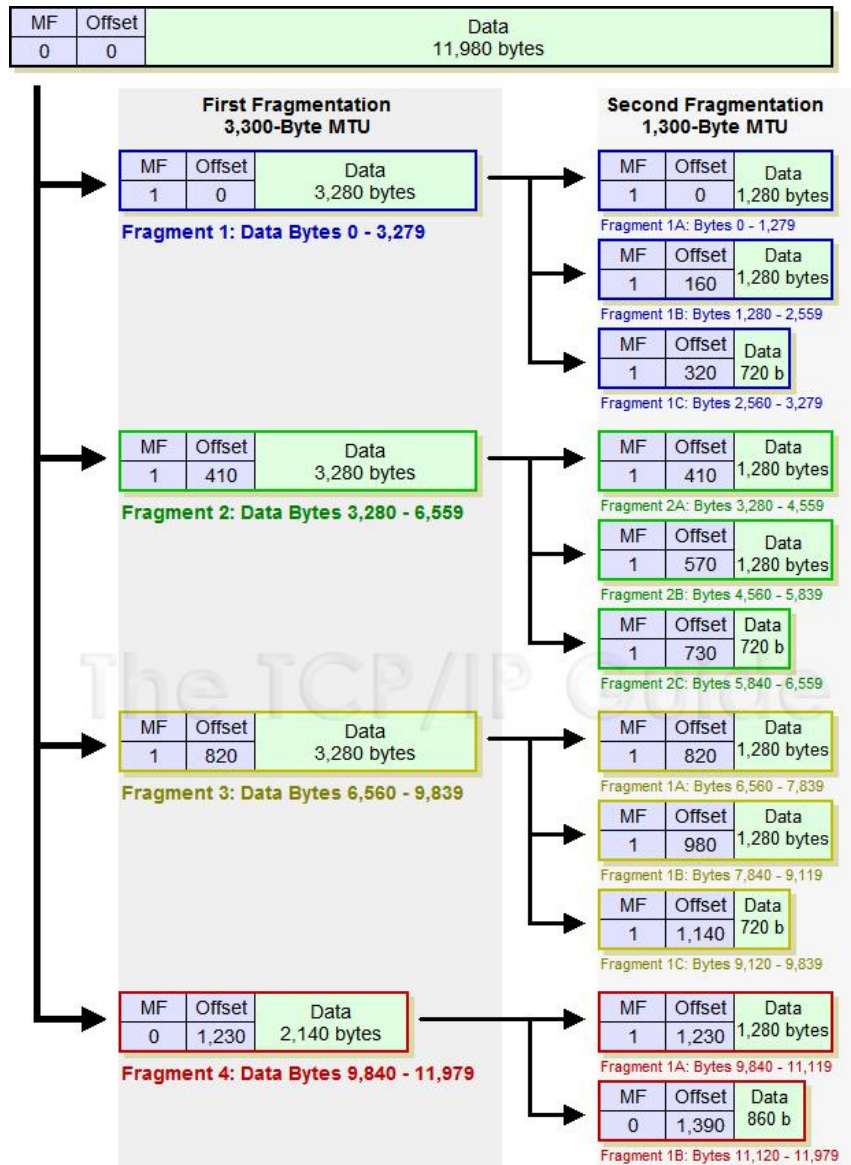 MF Offset Data
0 0 11,980 bytes
First Fragmentation
3,300-Byte MTU
Second Fragmentation
1,300-Byte MTU
MF Offset Data
1 0 3,280 bytes
Fragment 1: Data Bytes 0 - 3,279
MF Offset Data
1 0 1,280 bytes
Fragment 1A: Bytes 0 - 1,279
MF Offset Data
1 160 1,280 bytes
Fragment 1B: Bytes 1,280 - 2,559
MF Offset Data
1 320 720 b
Fragment 1C: Bytes 2,560 - 3,279
MF Offset Data
1 410 3,280 bytes
Fragment 2: Data Bytes 3,280 - 6,559
MF Offset Data
1 410 1,280 bytes
Fragment 2A: Bytes 3,280 - 4,559
MF Offset Data
1 570 1,280 bytes
Fragment 2B: Bytes 4,560 - 5,839
MF Offset Data
1 730 720 b
Fragment 2C: Bytes 5,840 - 6,559
The TCP/IP Guide
MF Offset Data
1 820 3,280 bytes
Fragment 3: Data Bytes 6,560 - 9,839
MF Offset Data
1 820 1,280 bytes
Fragment 1A: Bytes 6,560 - 7,839
MF Offset Data
1 980 1,280 bytes
Fragment 1B: Bytes 7,840 - 9,119
MF Offset Data
1 1,140 720 b
Fragment 1C: Bytes 9,120 - 9,839
MF Offset Data
0 1,230 2,140 bytes
Fragment 4: Data Bytes 9,840 - 11,979
MF Offset Data
1 1,230 1,280 bytes
Fragment 1A: Bytes 9,840 - 11,119
MF Offset Data
0 1,390 860 b
Fragment 1B: Bytes 11,120 - 11,979